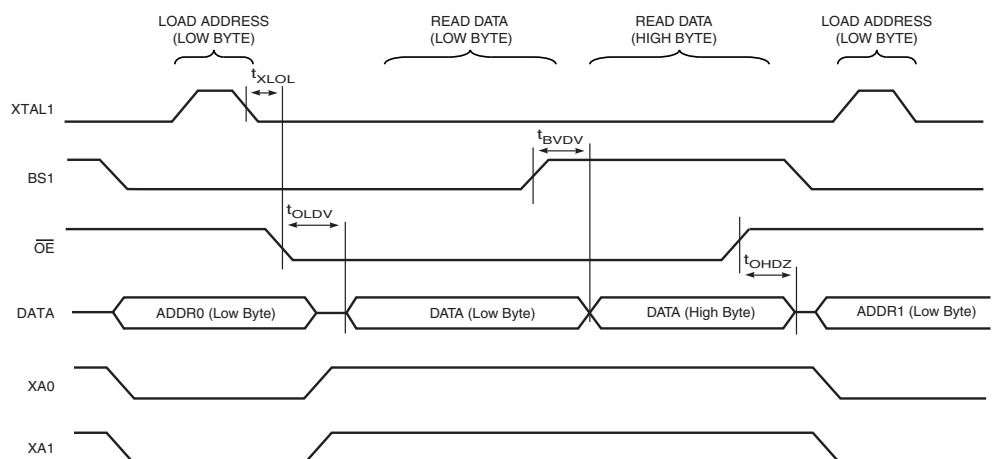 LOAD ADDRESS
(LOW BYTE)
READ DATA
(LOW BYTE)
READ DATA
(HIGH BYTE)
LOAD ADDRESS
(LOW BYTE)
tXLOL
XTAL1
tBVDV
BS1
tOLDV
OE
tOHDZ
DATA
ADDR0 (Low Byte)
DATA (Low Byte)
DATA (High Byte)
ADDR1 (Low Byte)
XA0
XA1